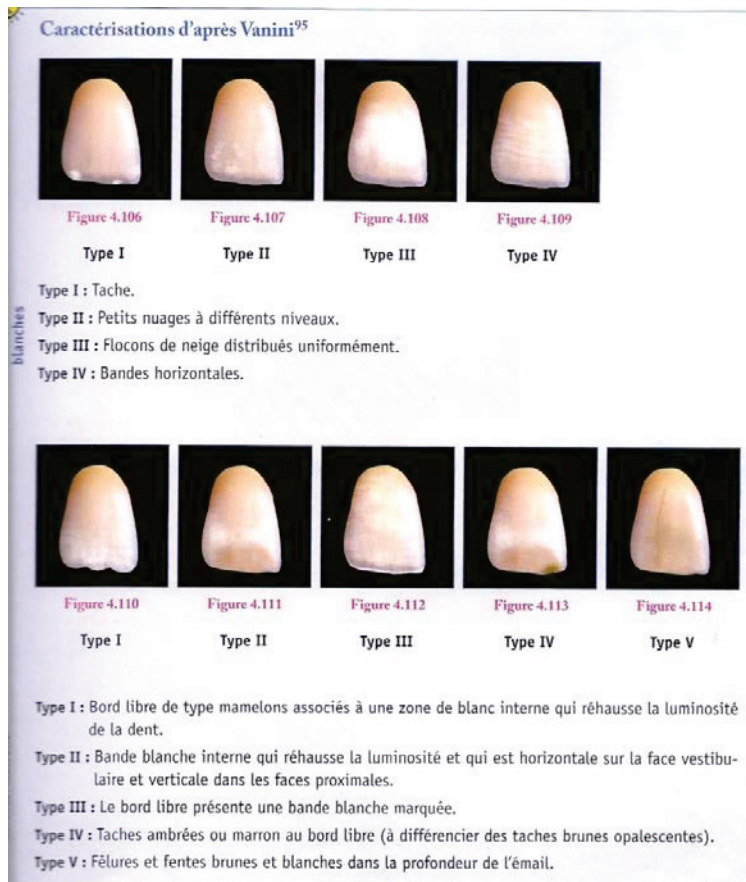 Caractérisations d'après Vanini95
Figure 4.106 Figure 4.107 Figure 4.108 Figure 4.109
Type I Type II Type III Type IV
Type I : Tache.
Type II : Petits nuages à différents niveaux.
Type III : Flocons de neige distribués uniformément.
Type IV : Bandes horizontales.
blanches
Figure 4.110 Figure 4.111 Figure 4.112 Figure 4.113 Figure 4.114
Type I Type II Type III Type IV Type V
Type I : Bord libre de type mamelons associés à une zone de blanc interne qui réhausse la luminosité
de la dent.
Type II : Bande blanche interne qui réhausse la luminosité et qui est horizontale sur la face vestibu-
laire et verticale dans les faces proximales.
Type III : Le bord libre présente une bande blanche marquée.
Type IV : Taches ambrées ou marron au bord libre (à différencier des taches brunes opalescentes).
Type V : Fêlures et fentes brunes et blanches dans la profondeur de l'émail.